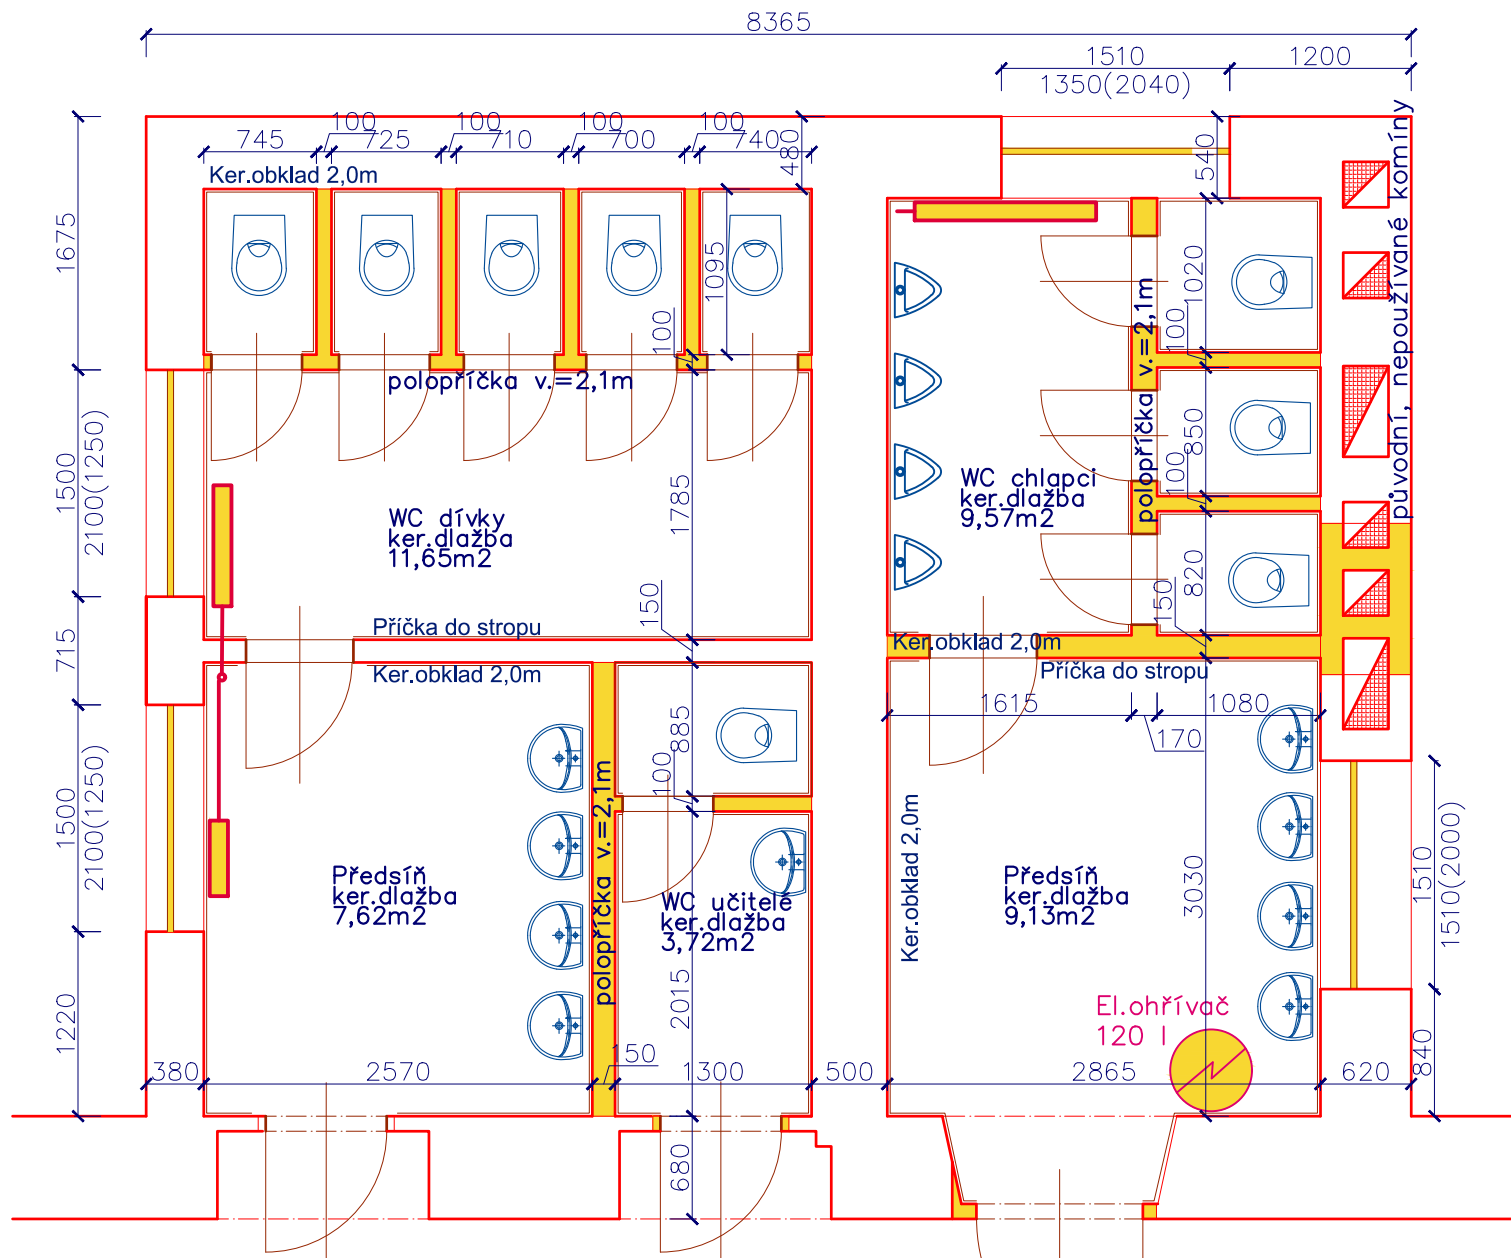 8365
1510
1350(2040)
1200
100
100
100
100
745
725
710
700
740
480
540
Ker.obklad 2,0m
1675
1095
100
1020
100
polopříčka v.=2,1m
polopříčka v.=2,1m
původní, nepoužívané komíny
1500
2100(1250)
1785
850
100
WC chlapci
ker.dlažba
9,57m2
WC dívky
ker.dlažba
11,65m2
820
150
150
715
Příčka do stropu
Ker.obklad 2,0m
Ker.obklad 2,0m
Příčka do stropu
1615
1080
170
885
100
1500
2100(1250)
polopříčka v.=2,1m
Ker.obklad 2,0m
1510
1510(2000)
Předsíň
ker.dlažba
7,62m2
WC učitelé
ker.dlažba
3,72m2
Předsíň
ker.dlažba
9,13m2
3030
2015
1220
El.ohřívač
120 l
840
150
380
2570
1300
500
2865
620
680